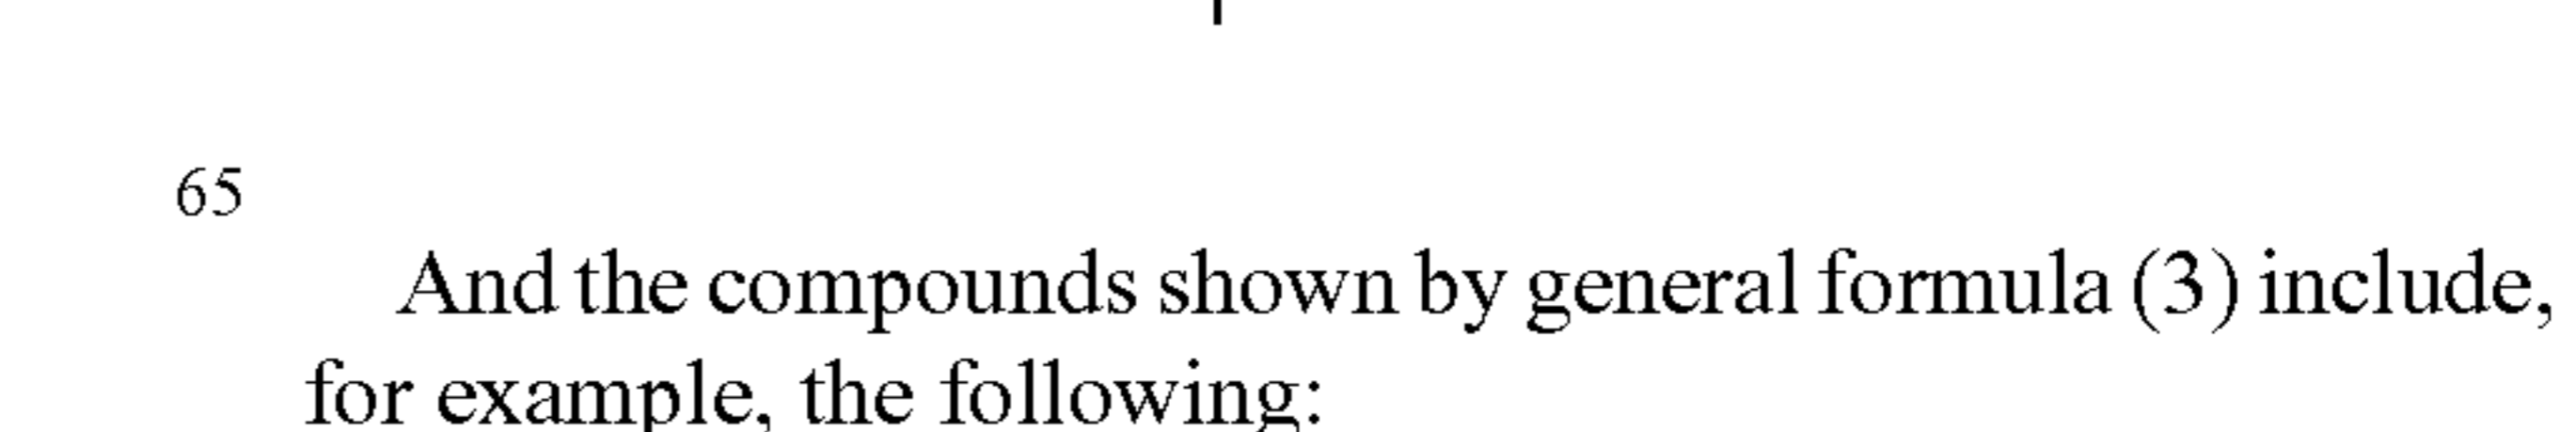 65
And the compounds shown by general formula (3) include,
for example, the following: